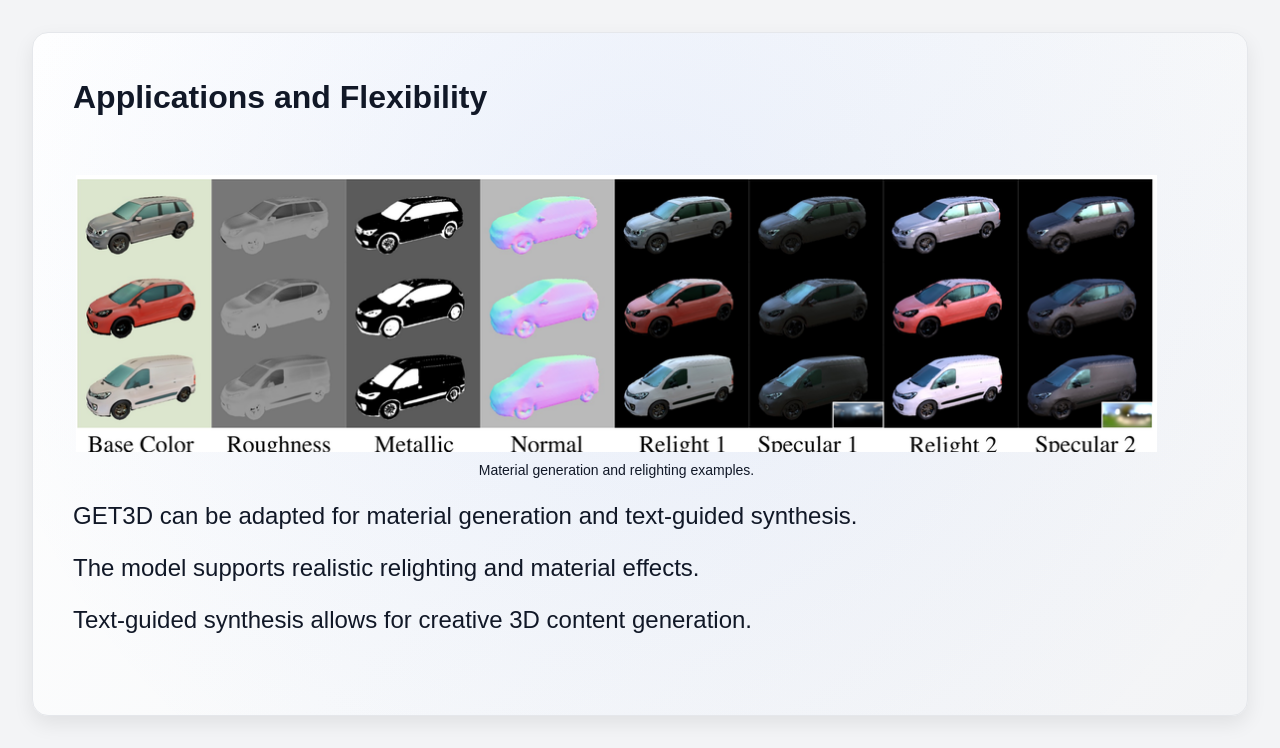 Applications and Flexibility
Base Color Roughness Metallic Normal Relight 1 Specular 1 Relight 2 Specular 2
Material generation and relighting examples.
GET3D can be adapted for material generation and text-guided synthesis.
The model supports realistic relighting and material effects.
Text-guided synthesis allows for creative 3D content generation.